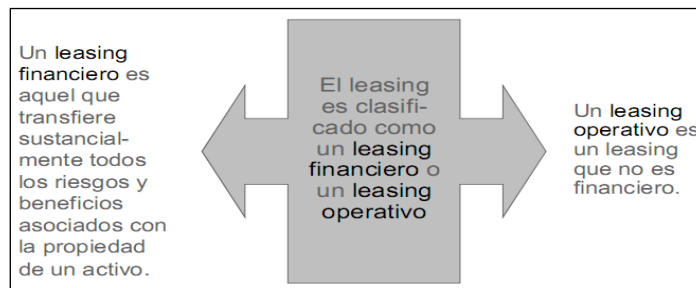 Un leasing
financiero es
aquel que
transfiere
sustancial-
mente todos
los riesgos y
beneficios
asociados con
la propiedad
de un activo.
El leasing
es clasifi-
cado como
un leasing
financiero o
un leasing
operativo
Un leasing
operativo es
un leasing
que no es
financiero.